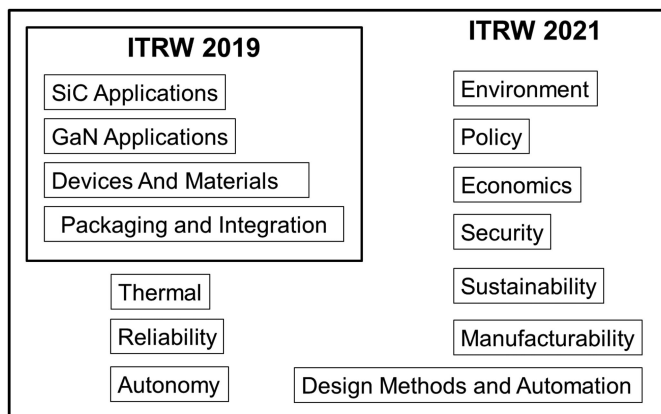 ITRW 2019
SiC Applications
GaN Applications
Devices And Materials
Packaging and Integration
Thermal
Reliability
Autonomy
ITRW 2021
Environment
Policy
Economics
Security
Sustainability
Manufacturability
Design Methods and Automation